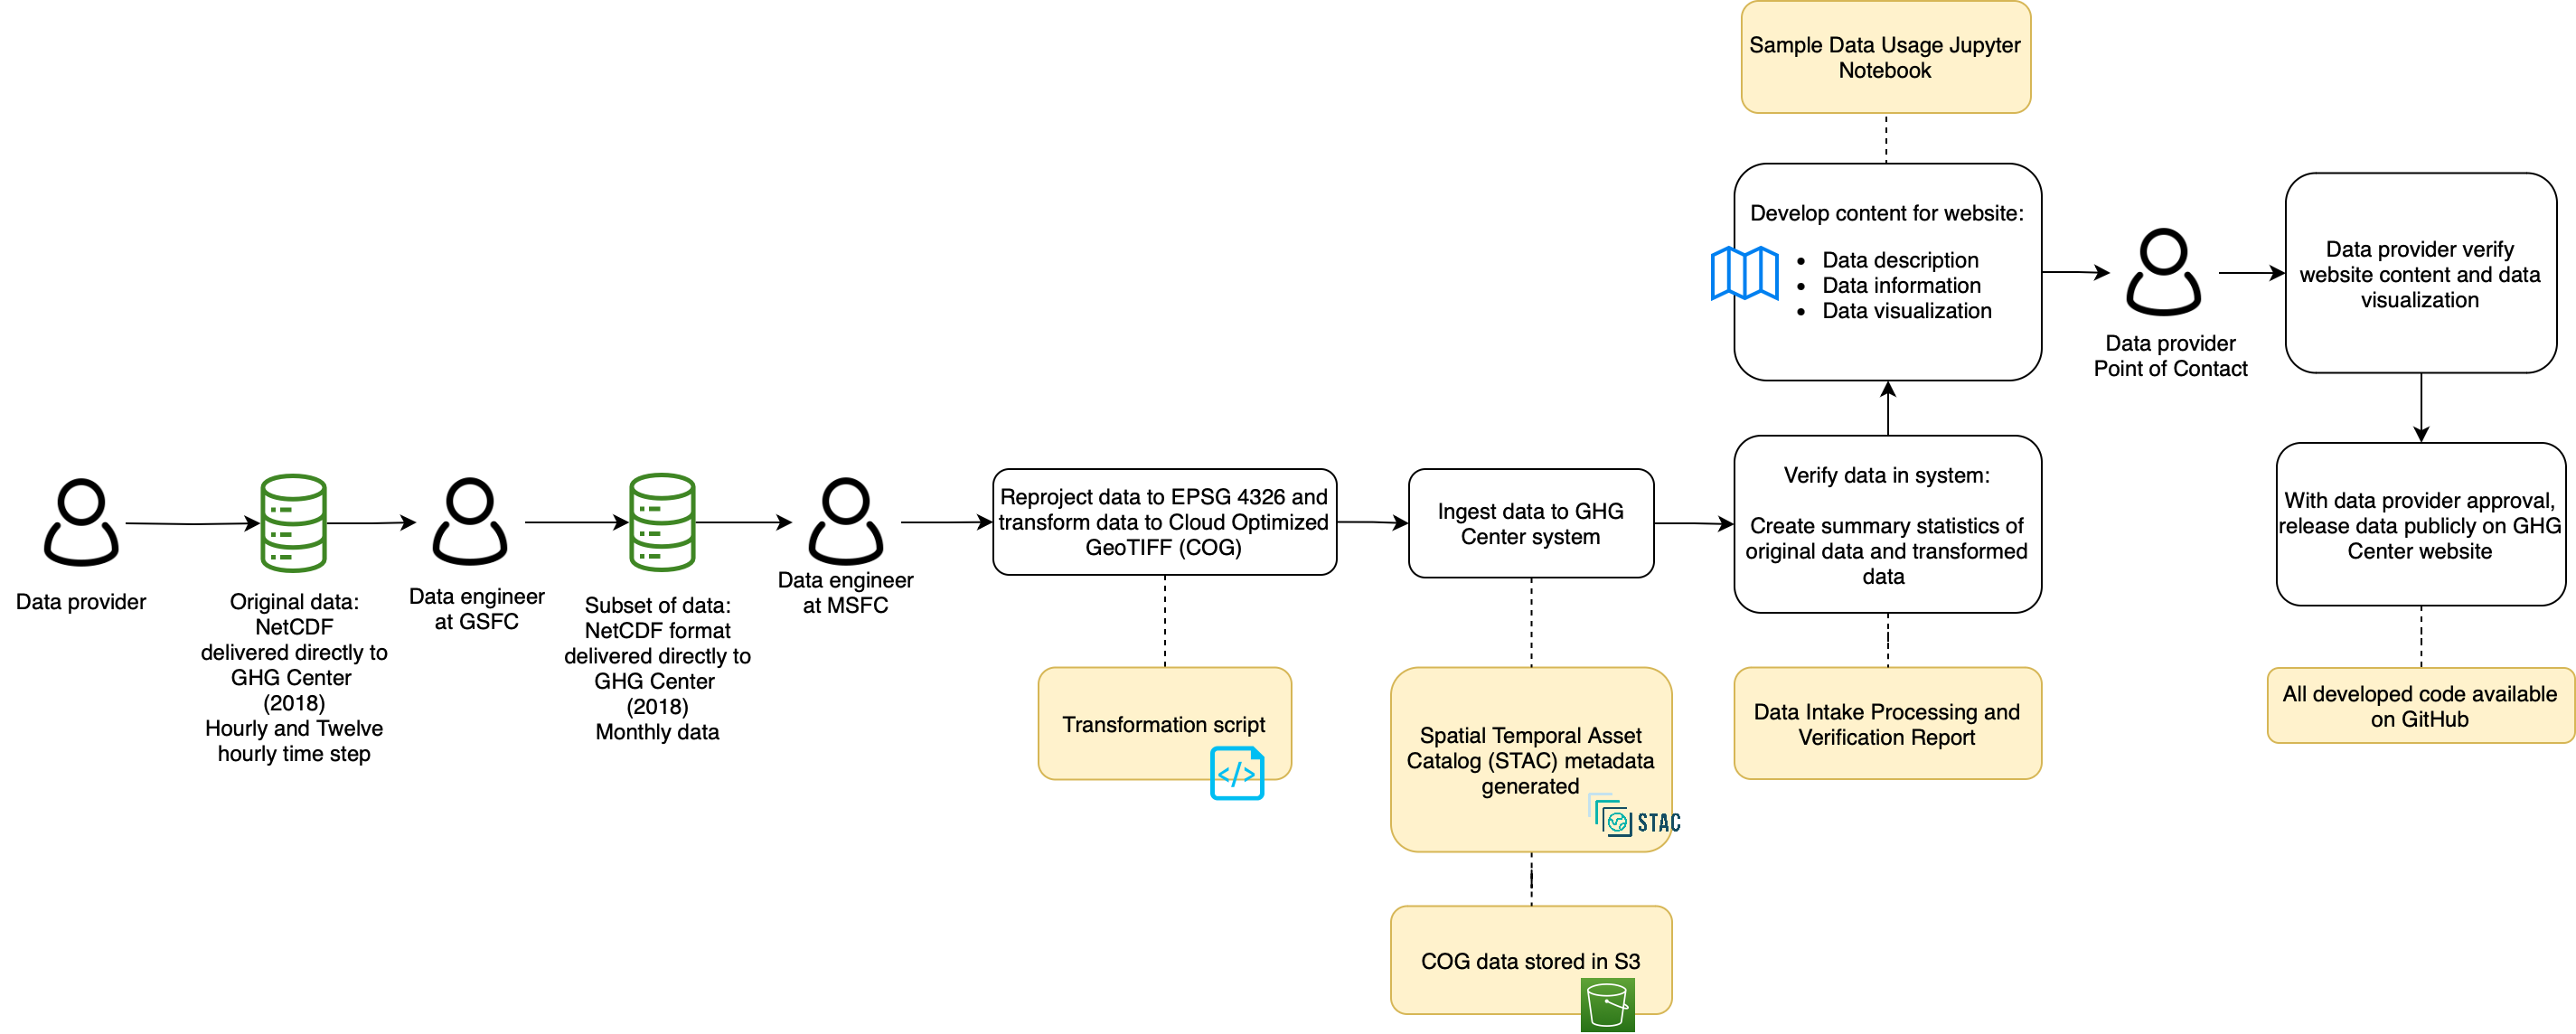 Sample Data Usage Jupyter
Notebook
Develop content for website:
• Data description
• Data information
• Data visualization
Data provider
Point of Contact
Data provider verify
website content and data
visualization
Data provider
Original data:
NetCDF
delivered directly to
GHG Center
(2018)
Hourly and Twelve
hourly time step
Data engineer
at GSFC
Subset of data:
NetCDF format
delivered directly to
GHG Center
(2018)
Monthly data
Data engineer
at MSFC
Reproject data to EPSG 4326 and
transform data to Cloud Optimized
GeoTIFF (COG)
Transformation script
</>
Ingest data to GHG
Center system
Spatial Temporal Asset
Catalog (STAC) metadata
generated
STAC
COG data stored in S3
Verify data in system:
Create summary statistics of
original data and transformed
data
Data Intake Processing and
Verification Report
With data provider approval,
release data publicly on GHG
Center website
All developed code available
on GitHub